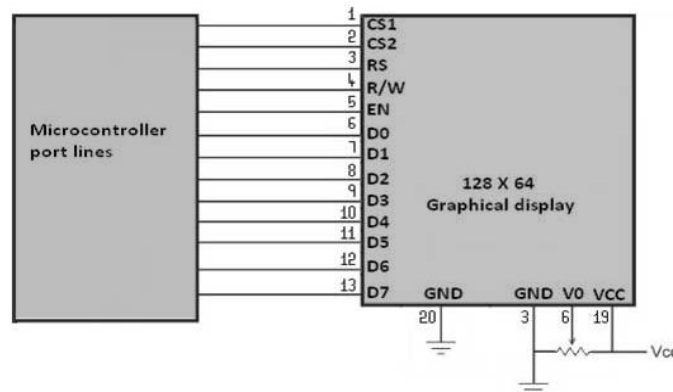 1 CS1
2 CS2
3 RS
4 R/W
5 EN
6 D0
7 D1
8 D2
9 D3
10 D4
11 D5
12 D6
13 D7
Microcontroller
port lines
128 X 64
Graphical display
GND GND V0 VCC
20 3 6 19